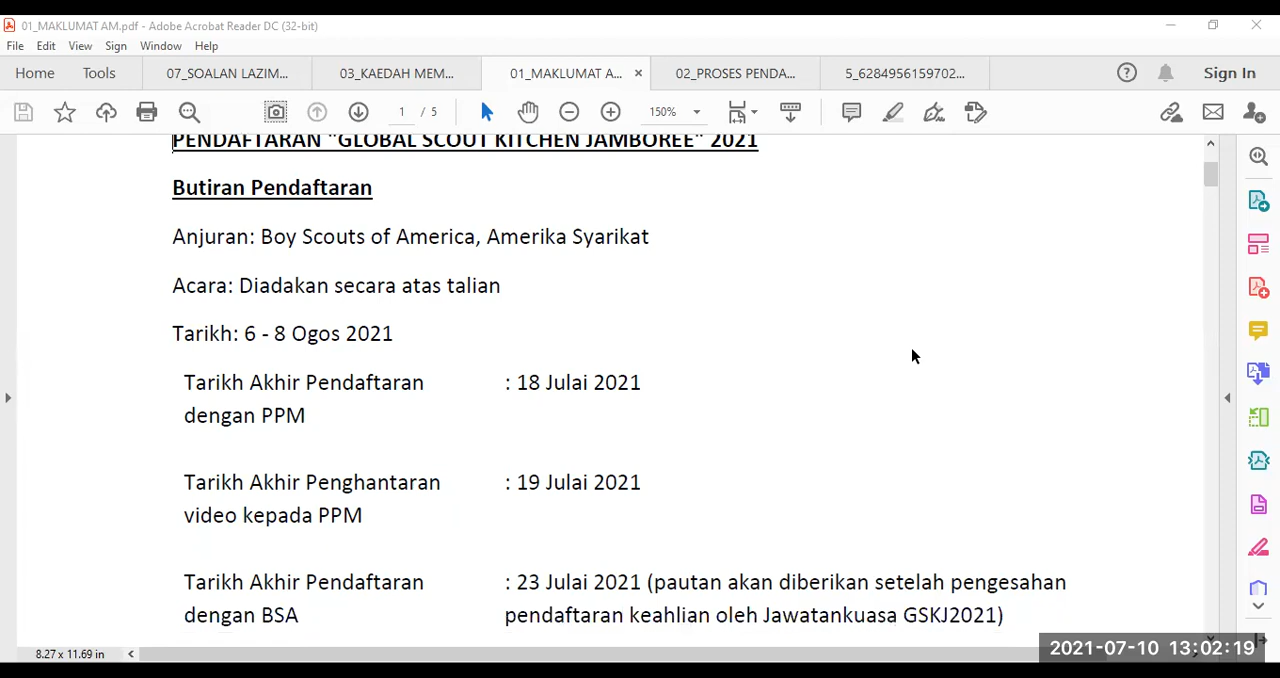 01_MAKLUMAT AM.pdf - Adobe Acrobat Reader DC (32-bit)
File Edit View Sign Window Help
Home Tools 07_SOALAN LAZIM... 03_KAEDAH MEM... 01_MAKLUMAT A... × 02_PROSES PENDA... 5_6284956159702... Sign In
1 / 5 150%
PENDAFTARAN "GLOBAL SCOUT KITCHEN JAMBOREE" 2021
Butiran Pendaftaran
Anjuran: Boy Scouts of America, Amerika Syarikat
Acara: Diadakan secara atas talian
Tarikh: 6 - 8 Ogos 2021
Tarikh Akhir Pendaftaran : 18 Julai 2021
dengan PPM
Tarikh Akhir Penghantaran : 19 Julai 2021
video kepada PPM
Tarikh Akhir Pendaftaran : 23 Julai 2021 (pautan akan diberikan setelah pengesahan
dengan BSA pendaftaran keahlian oleh Jawatankuasa GSKJ2021)
8.27 x 11.69 in
2021-07-10 13:02:19